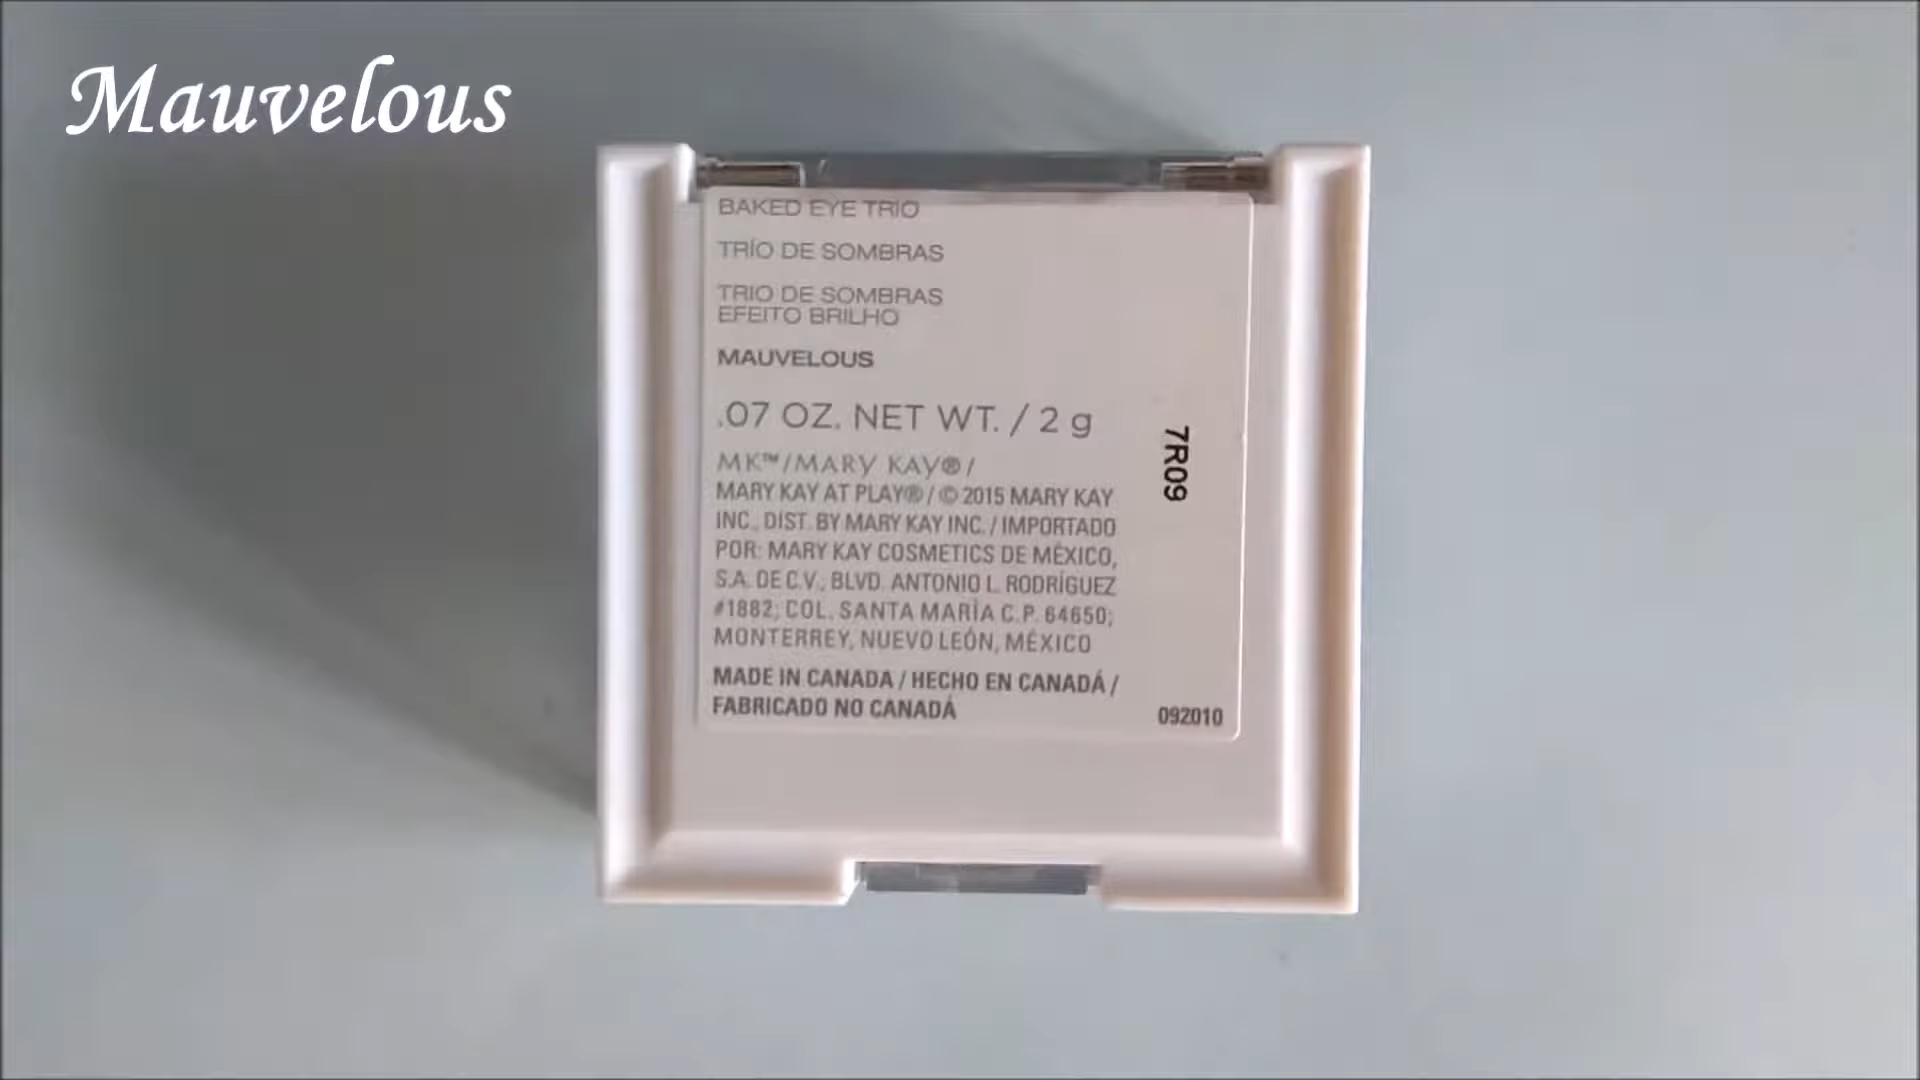 Mauvelous
BAKED EYE TRIO
TRÍO DE SOMBRAS
TRIO DE SOMBRAS
EFEITO BRILHO
MAUVELOUS
.07 OZ. NET WT. / 2 g
MK™/MARY KAY®/
MARY KAY AT PLAY®/ © 2015 MARY KAY
INC., DIST. BY MARY KAY INC. / IMPORTADO
POR: MARY KAY COSMETICS DE MÉXICO,
S.A. DE C.V., BLVD. ANTONIO L. RODRÍGUEZ
#1882; COL. SANTA MARÍA C.P. 64650;
MONTERREY, NUEVO LEÓN, MÉXICO
MADE IN CANADA / HECHO EN CANADÁ /
FABRICADO NO CANADÁ
092010
7R09